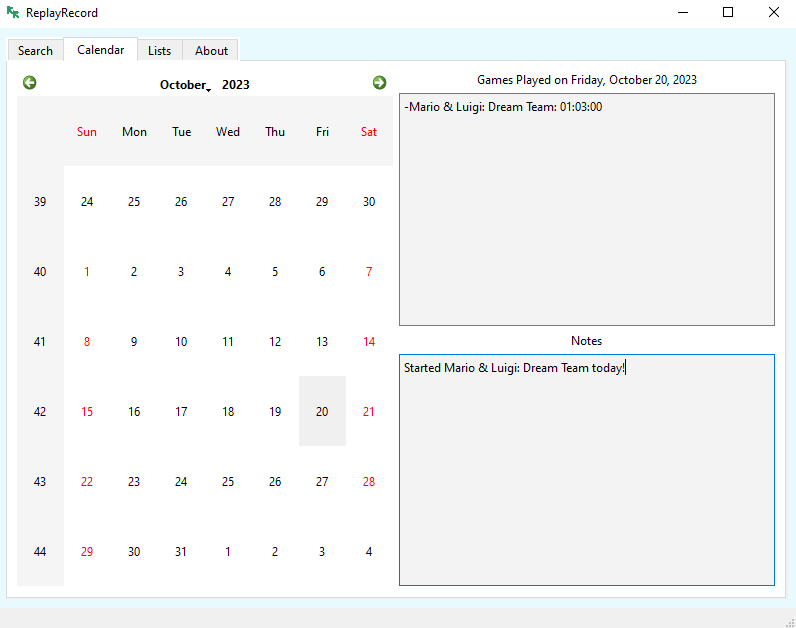 ReplayRecord
Search Calendar Lists About
October 2023
Sun Mon Tue Wed Thu Fri Sat
39 24 25 26 27 28 29 30
40 1 2 3 4 5 6 7
41 8 9 10 11 12 13 14
42 15 16 17 18 19 20 21
43 22 23 24 25 26 27 28
44 29 30 31 1 2 3 4
Games Played on Friday, October 20, 2023
-Mario & Luigi: Dream Team: 01:03:00
Notes
Started Mario & Luigi: Dream Team today!